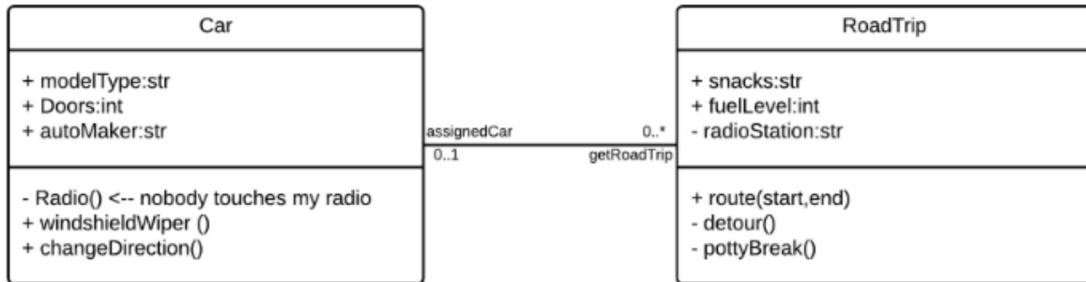 Car
+ modelType:str
+ Doors:int
+ autoMaker:str
- Radio() <-- nobody touches my radio
+ windshieldWiper ()
+ changeDirection()
assignedCar
0..1
0..*
getRoadTrip
RoadTrip
+ snacks:str
+ fuelLevel:int
- radioStation:str
+ route(start,end)
- detour()
- pottyBreak()